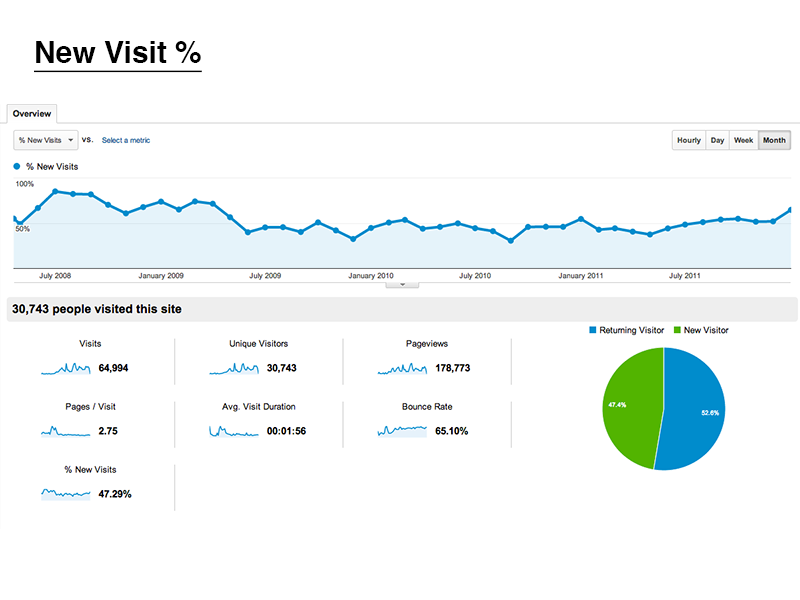 New Visit %
Overview
% New Visits vs. Select a metric Hourly Day Week Month
% New Visits
100%
50%
July 2008 January 2009 July 2009 January 2010 July 2010 January 2011 July 2011
30,743 people visited this site
Returning Visitor New Visitor
Visits Unique Visitors Pageviews
64,994 30,743 178,773
Pages / Visit Avg. Visit Duration Bounce Rate
2.75 00:01:56 65.10%
47.4% 52.6%
% New Visits
47.29%